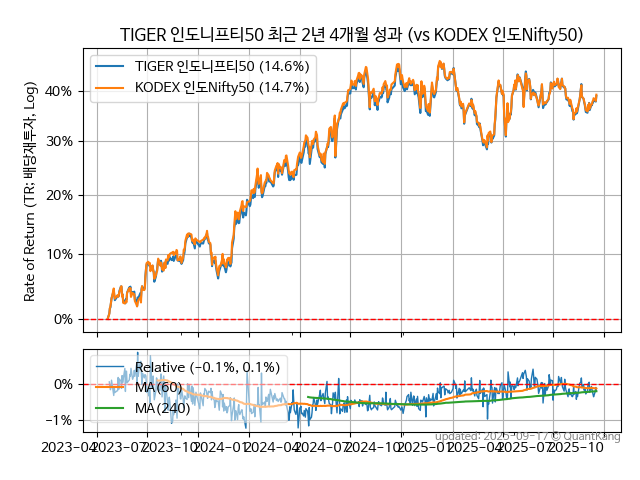 TIGER 인도니프티50 최근 2년 4개월 성과 (vs KODEX 인도Nifty50)
TIGER 인도니프티50 (14.6%)
KODEX 인도Nifty50 (14.7%)
Rate of Return (TR: 배당재투자, Log)
40%
30%
20%
10%
0%
Relative (-0.1%, 0.1%)
MA(60)
MA(240)
0%
-1%
2023-04 2023-07 2023-10 2024-01 2024-04 2024-07 2024-10 2025-01 2025-04 2025-07 2025-10
updated: 2025-09-17 © QuantKang